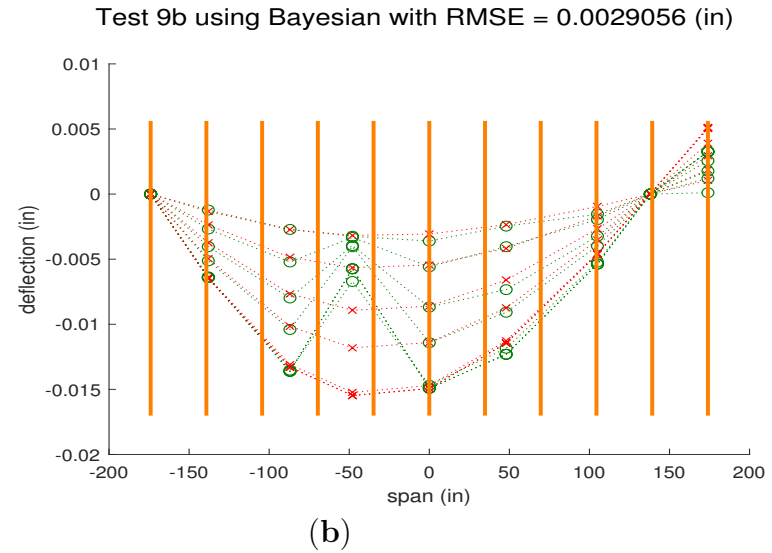 Test 9b using Bayesian with RMSE = 0.0029056 (in)
0.01
0.005
0
-0.005
-0.01
-0.015
-0.02
deflection (in)
-200 -150 -100 -50 0 50 100 150 200
span (in)
(b)